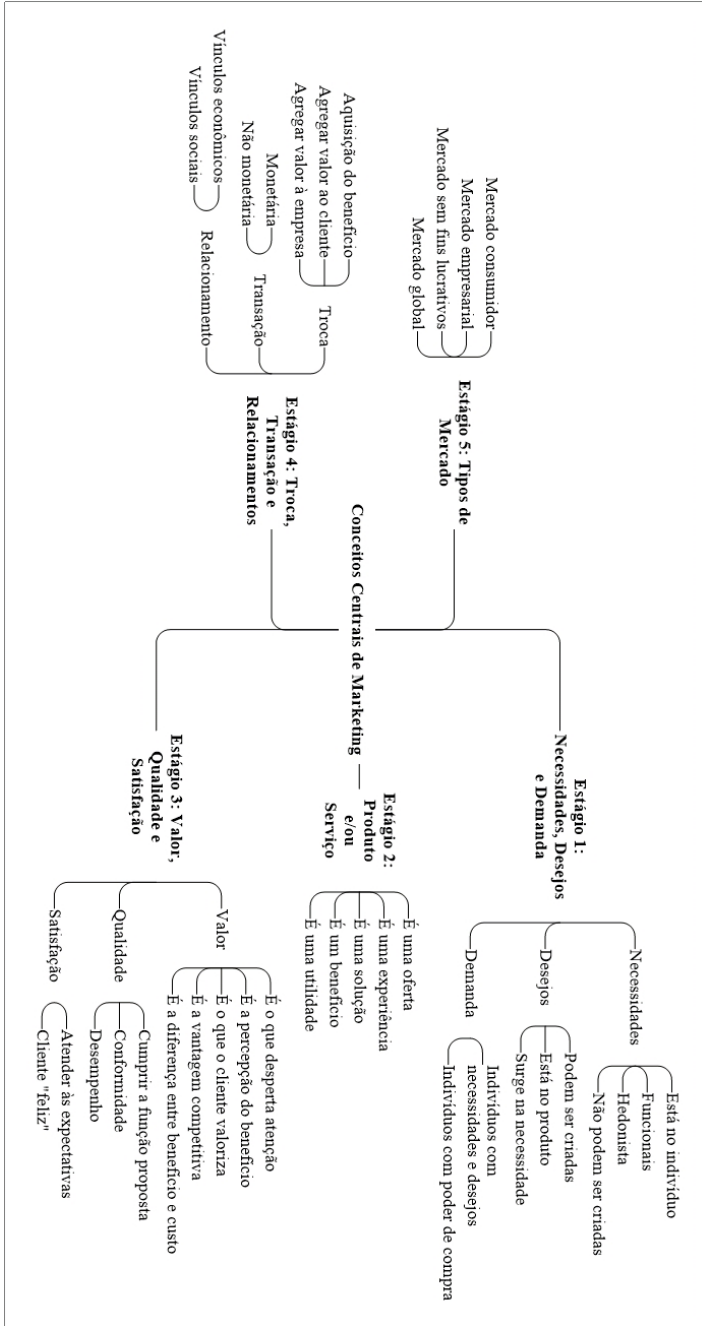 Conceitos Centrais de Marketing
Estágio 1:
Necessidades, Desejos
e Demanda
Necessidades
Está no indivíduo
Funcionais
Hedonista
Não podem ser criadas
Desejos
Podem ser criadas
Está no produto
Surge na necessidade
Demanda
Indivíduos com
necessidades e desejos
Indivíduos com poder de compra
Estágio 2:
Produto
e/ou
Serviço
É uma oferta
É uma experiência
É uma solução
É um benefício
É uma utilidade
Estágio 3: Valor,
Qualidade e
Satisfação
Valor
É o que desperta atenção
É a percepção do benefício
É o que o cliente valoriza
É a vantagem competitiva
É a diferença entre benefício e custo
Qualidade
Cumprir a função proposta
Conformidade
Desempenho
Satisfação
Atender às expectativas
Cliente "feliz"
Estágio 4: Troca,
Transação e
Relacionamentos
Troca
Aquisição do benefício
Agregar valor ao cliente
Agregar valor à empresa
Transação
Monetária
Não monetária
Relacionamento
Vínculos econômicos
Vínculos sociais
Estágio 5: Tipos de
Mercado
Mercado consumidor
Mercado empresarial
Mercado sem fins lucrativos
Mercado global